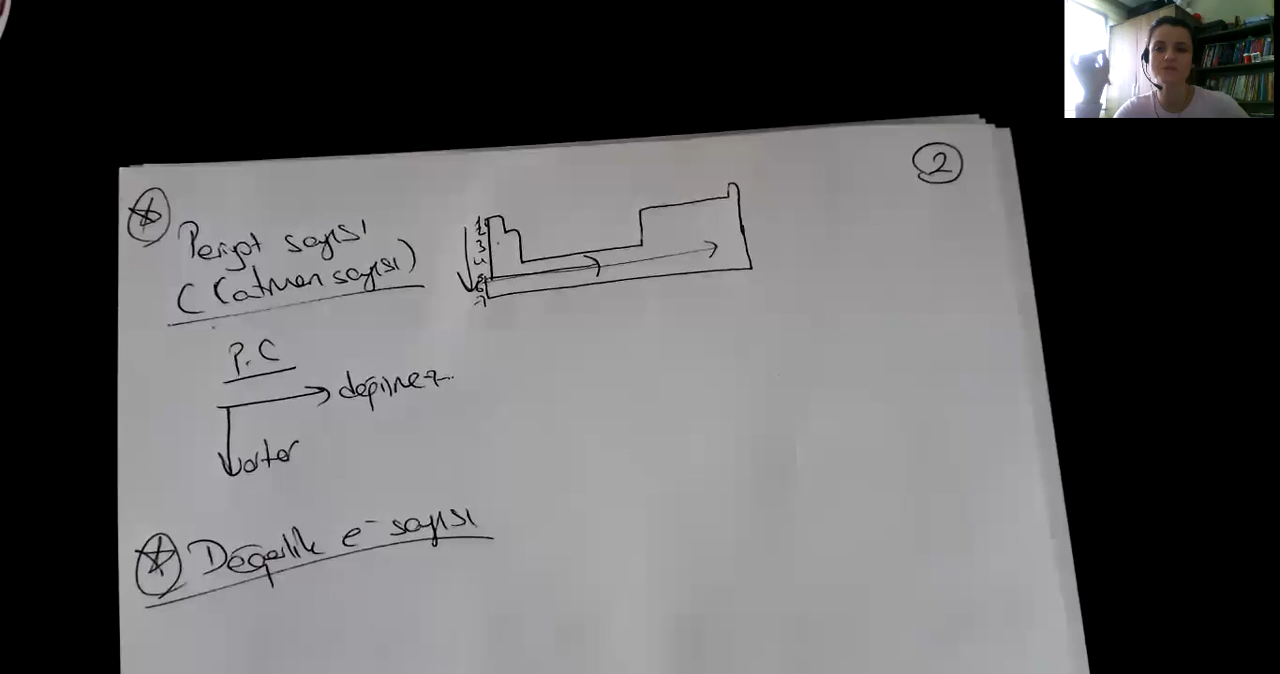 2
Periyot sayısı
(Katman sayısı)
1
2
3
4
5
6
7
P.C
değişmez
artar
Değerlik e⁻ sayısı